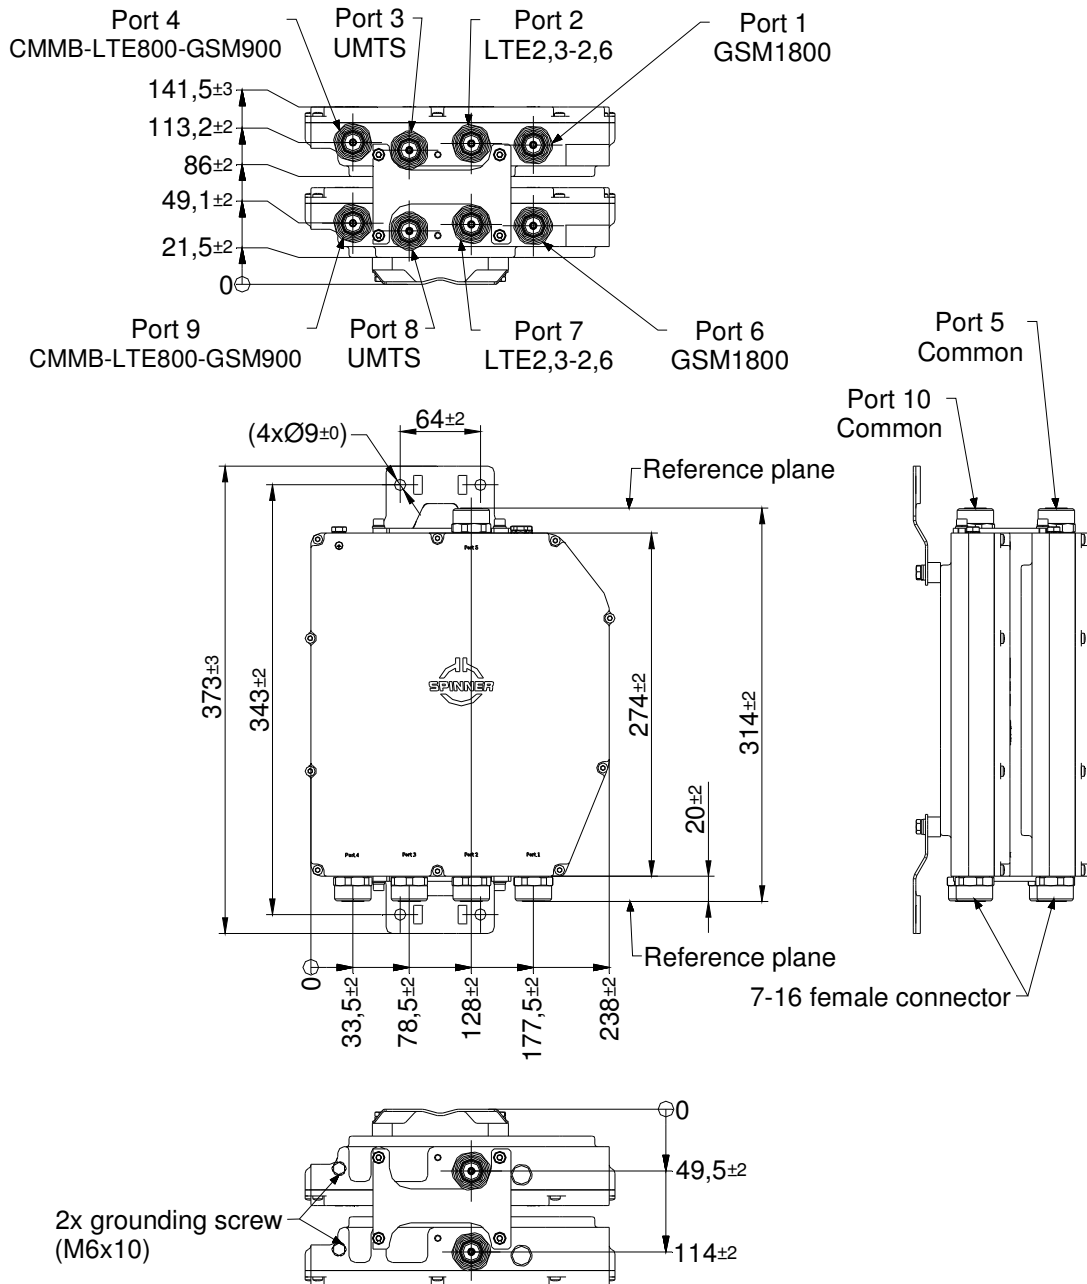 Port 4
CMMB-LTE800-GSM900
Port 3
UMTS
Port 2
LTE2,3-2,6
Port 1
GSM1800
141,5±3
113,2±2
86±2
49,1±2
21,5±2
0
Port 9
CMMB-LTE800-GSM900
Port 8
UMTS
Port 7
LTE2,3-2,6
Port 6
GSM1800
Port 5
Common
Port 10
Common
(4xØ9±0)
64±2
Reference plane
Port 5
SPINNER
373±3
343±2
274±2
314±2
20±2
Port 4
Port 3
Port 2
Port 1
Reference plane
7-16 female connector
0
33,5±2
78,5±2
128±2
177,5±2
238±2
0
49,5±2
114±2
2x grounding screw
(M6x10)